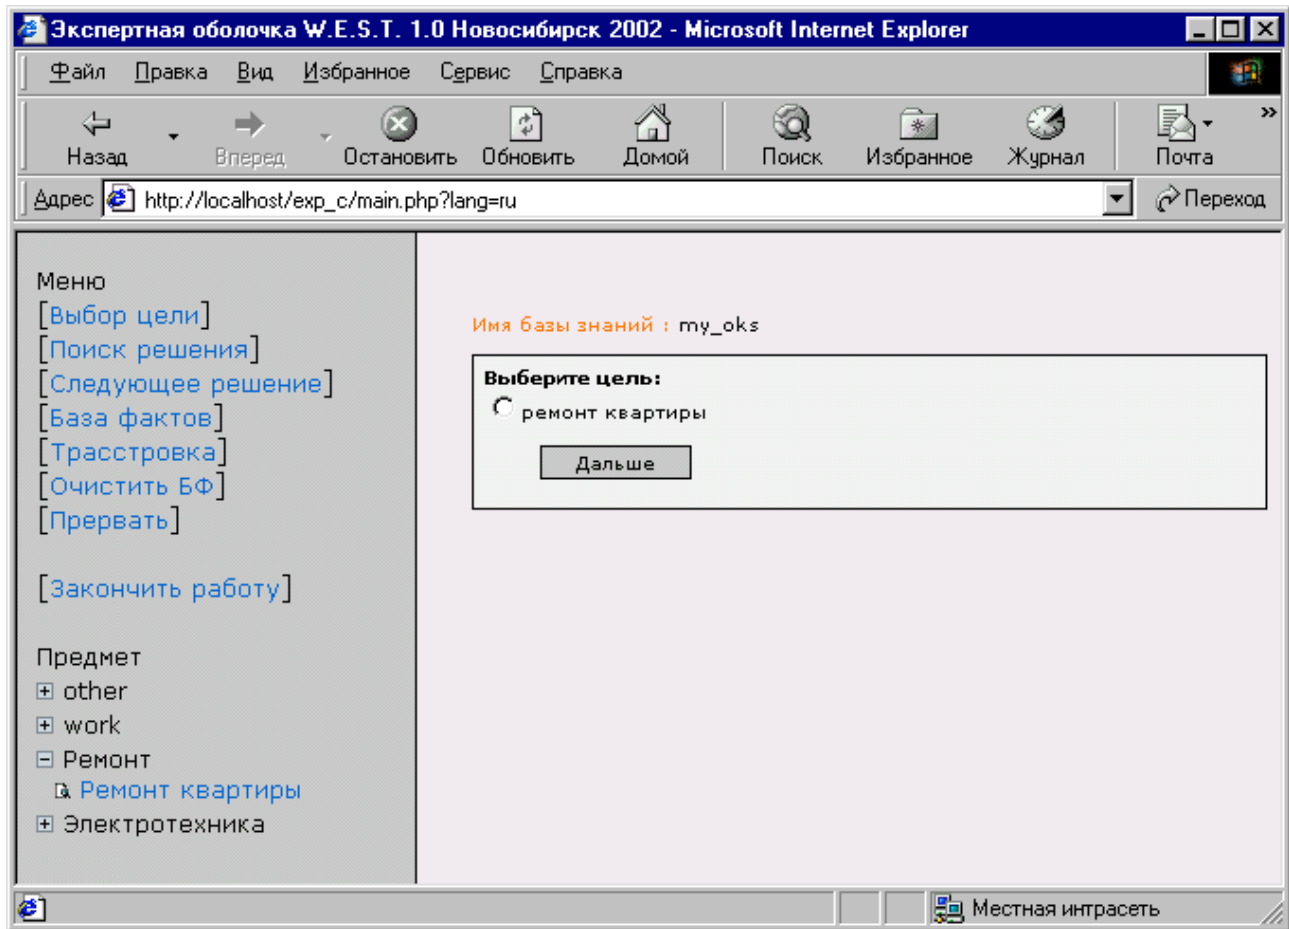 Экспертная оболочка W.E.S.T. 1.0 Новосибирск 2002 - Microsoft Internet Explorer
Файл Правка Вид Избранное Сервис Справка
Назад Вперед Остановить Обновить Домой Поиск Избранное Журнал Почта »
Адрес http://localhost/exp_c/main.php?lang=ru Переход
Меню
[Выбор цели]
[Поиск решения]
[Следующее решение]
[База фактов]
[Трасстровка]
[Очистить БФ]
[Прервать]
[Закончить работу]
Предмет
other
work
Ремонт
Ремонт квартиры
Электротехника
Имя базы знаний : my_oks
Выберите цель:
ремонт квартиры
Дальше
Местная интрасеть